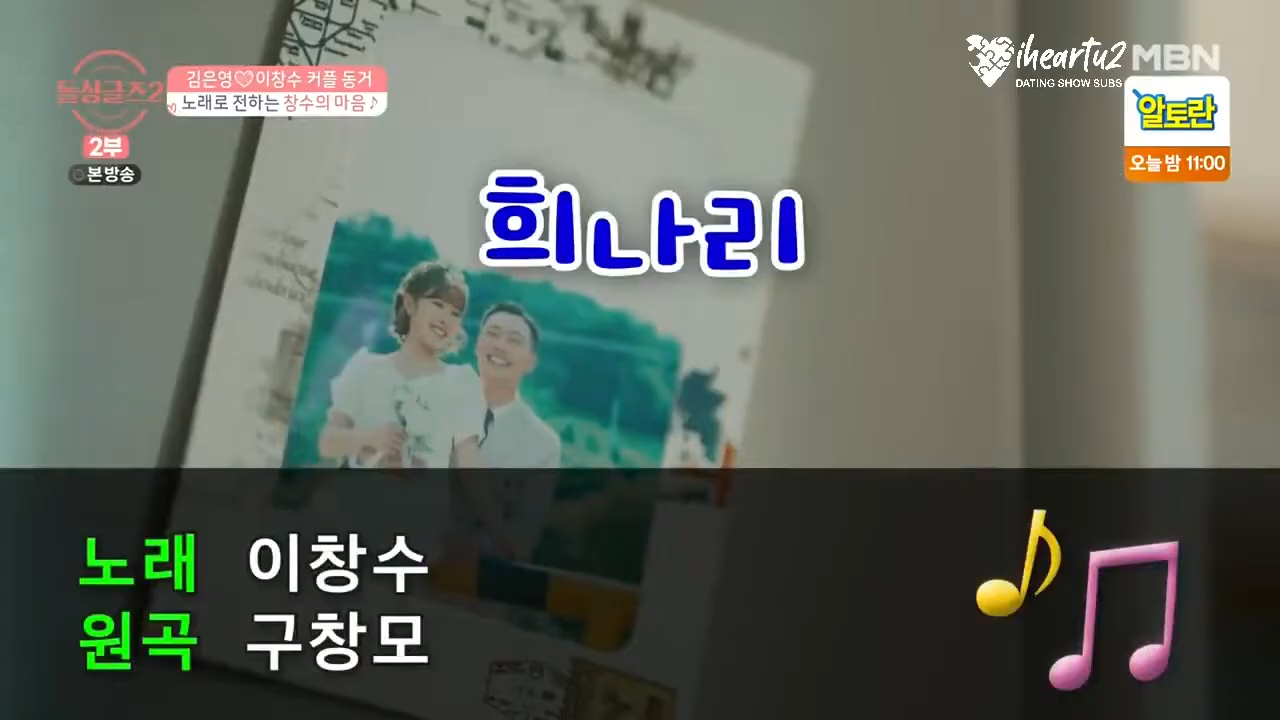 돌싱글즈2
2부
본방송
김은영♡이창수 커플 동거
노래로 전하는 창수의 마음♪
iheartu2
DATING SHOW SUBS
MBN
알토란
오늘 밤 11:00
희나리
노래 이창수
원곡 구창모